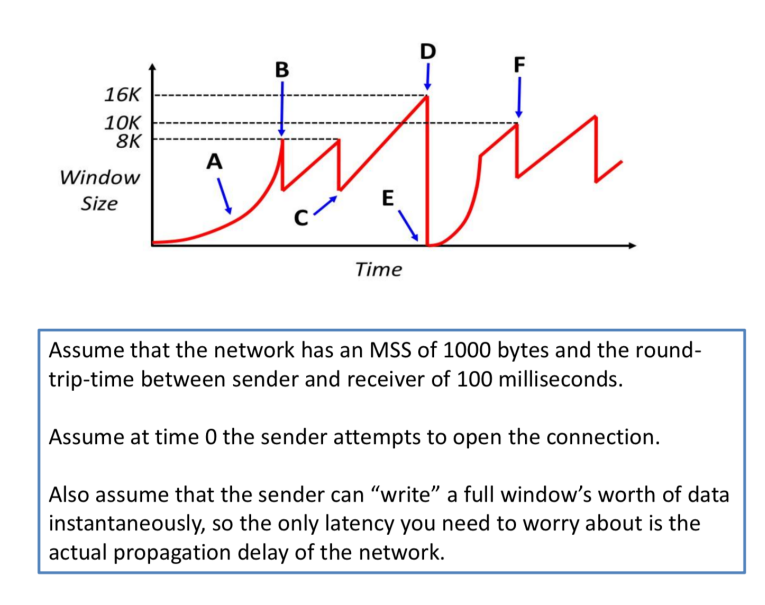 D
B
F
16K
10K
8K
A
Window
Size
E
C
Time
Assume that the network has an MSS of 1000 bytes and the round-
trip-time between sender and receiver of 100 milliseconds.
Assume at time 0 the sender attempts to open the connection.
Also assume that the sender can “write” a full window’s worth of data
instantaneously, so the only latency you need to worry about is the
actual propagation delay of the network.